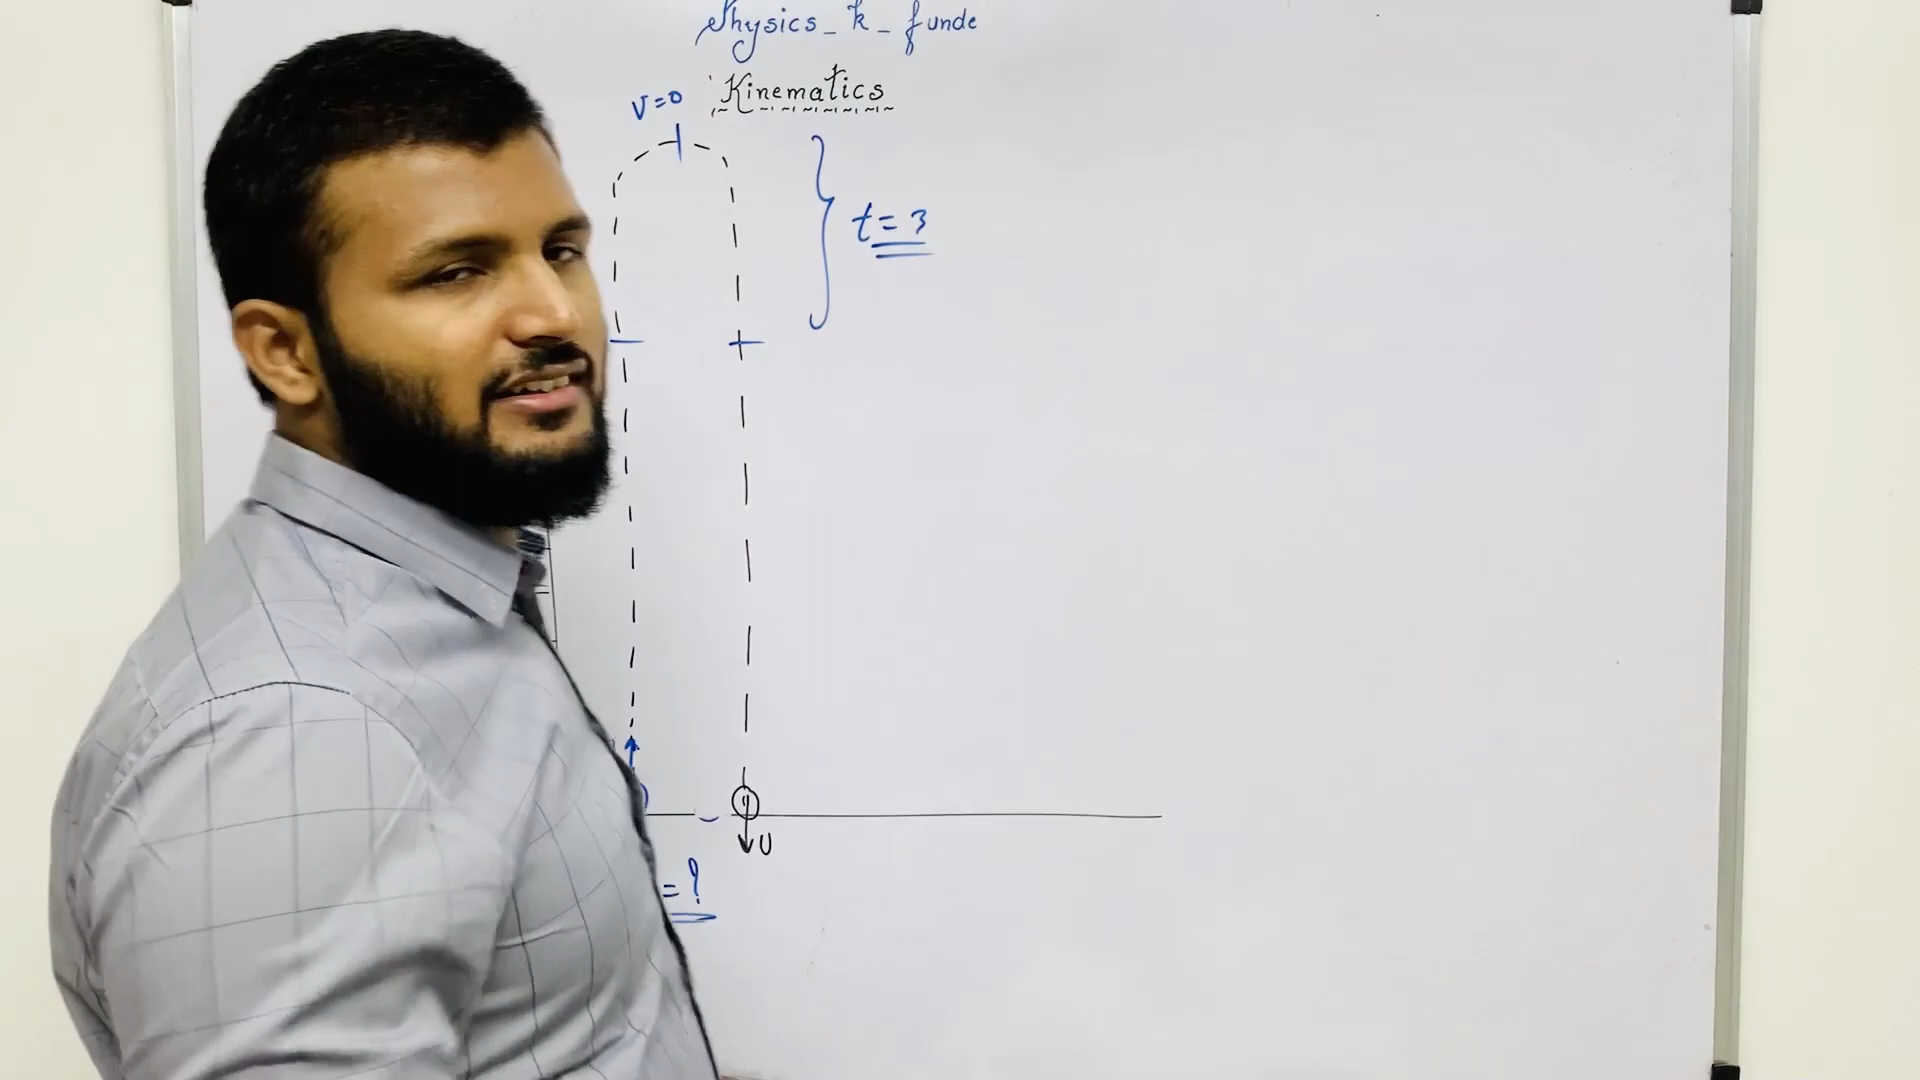 Physics_k_funde
Kinematics
V=0
t=3
U
=?